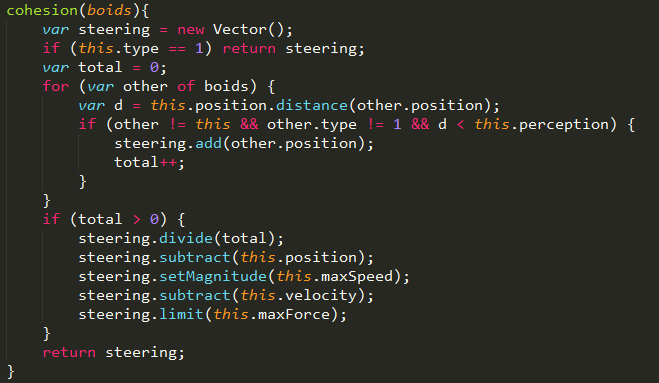 cohesion(boids){
    var steering = new Vector();
    if (this.type == 1) return steering;
    var total = 0;
    for (var other of boids) {
        var d = this.position.distance(other.position);
        if (other != this && other.type != 1 && d < this.perception) {
            steering.add(other.position);
            total++;
        }
    }
    if (total > 0) {
        steering.divide(total);
        steering.subtract(this.position);
        steering.setMagnitude(this.maxSpeed);
        steering.subtract(this.velocity);
        steering.limit(this.maxForce);
    }
    return steering;
}